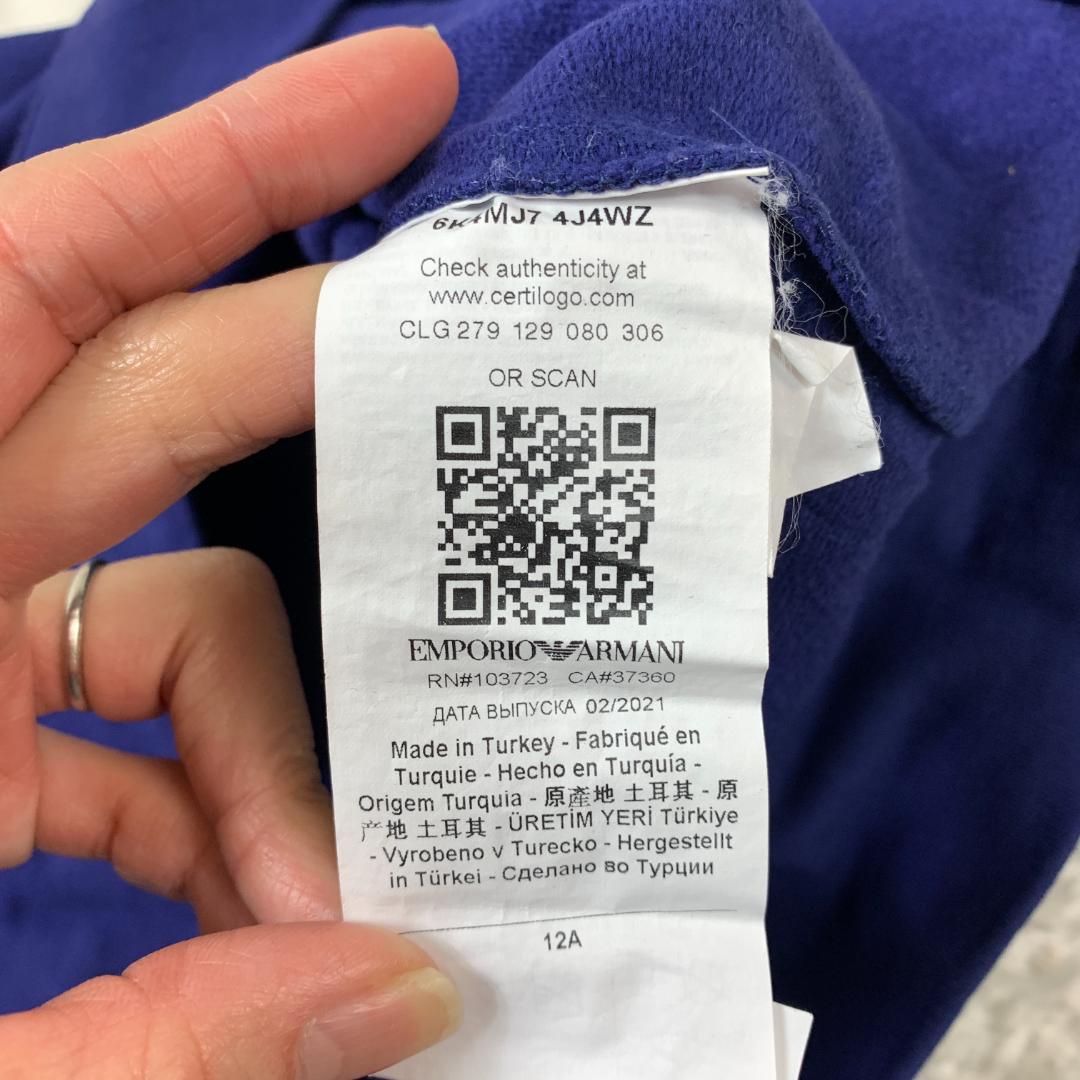 6K4MJ7 4J4WZ
Check authenticity at
www.certilogo.com
CLG 279 129 080 306
OR SCAN
EMPORIO ARMANI
RN#103723 CA#37360
ДАТА ВЫПУСКА 02/2021
Made in Turkey - Fabriqué en
Turquie - Hecho en Turquía -
Origem Turquia - 原產地 土耳其 - 原
产地 土耳其 - ÜRETİM YERİ Türkiye
- Vyrobeno v Turecko - Hergestellt
in Türkei - Сделано во Турции
12A